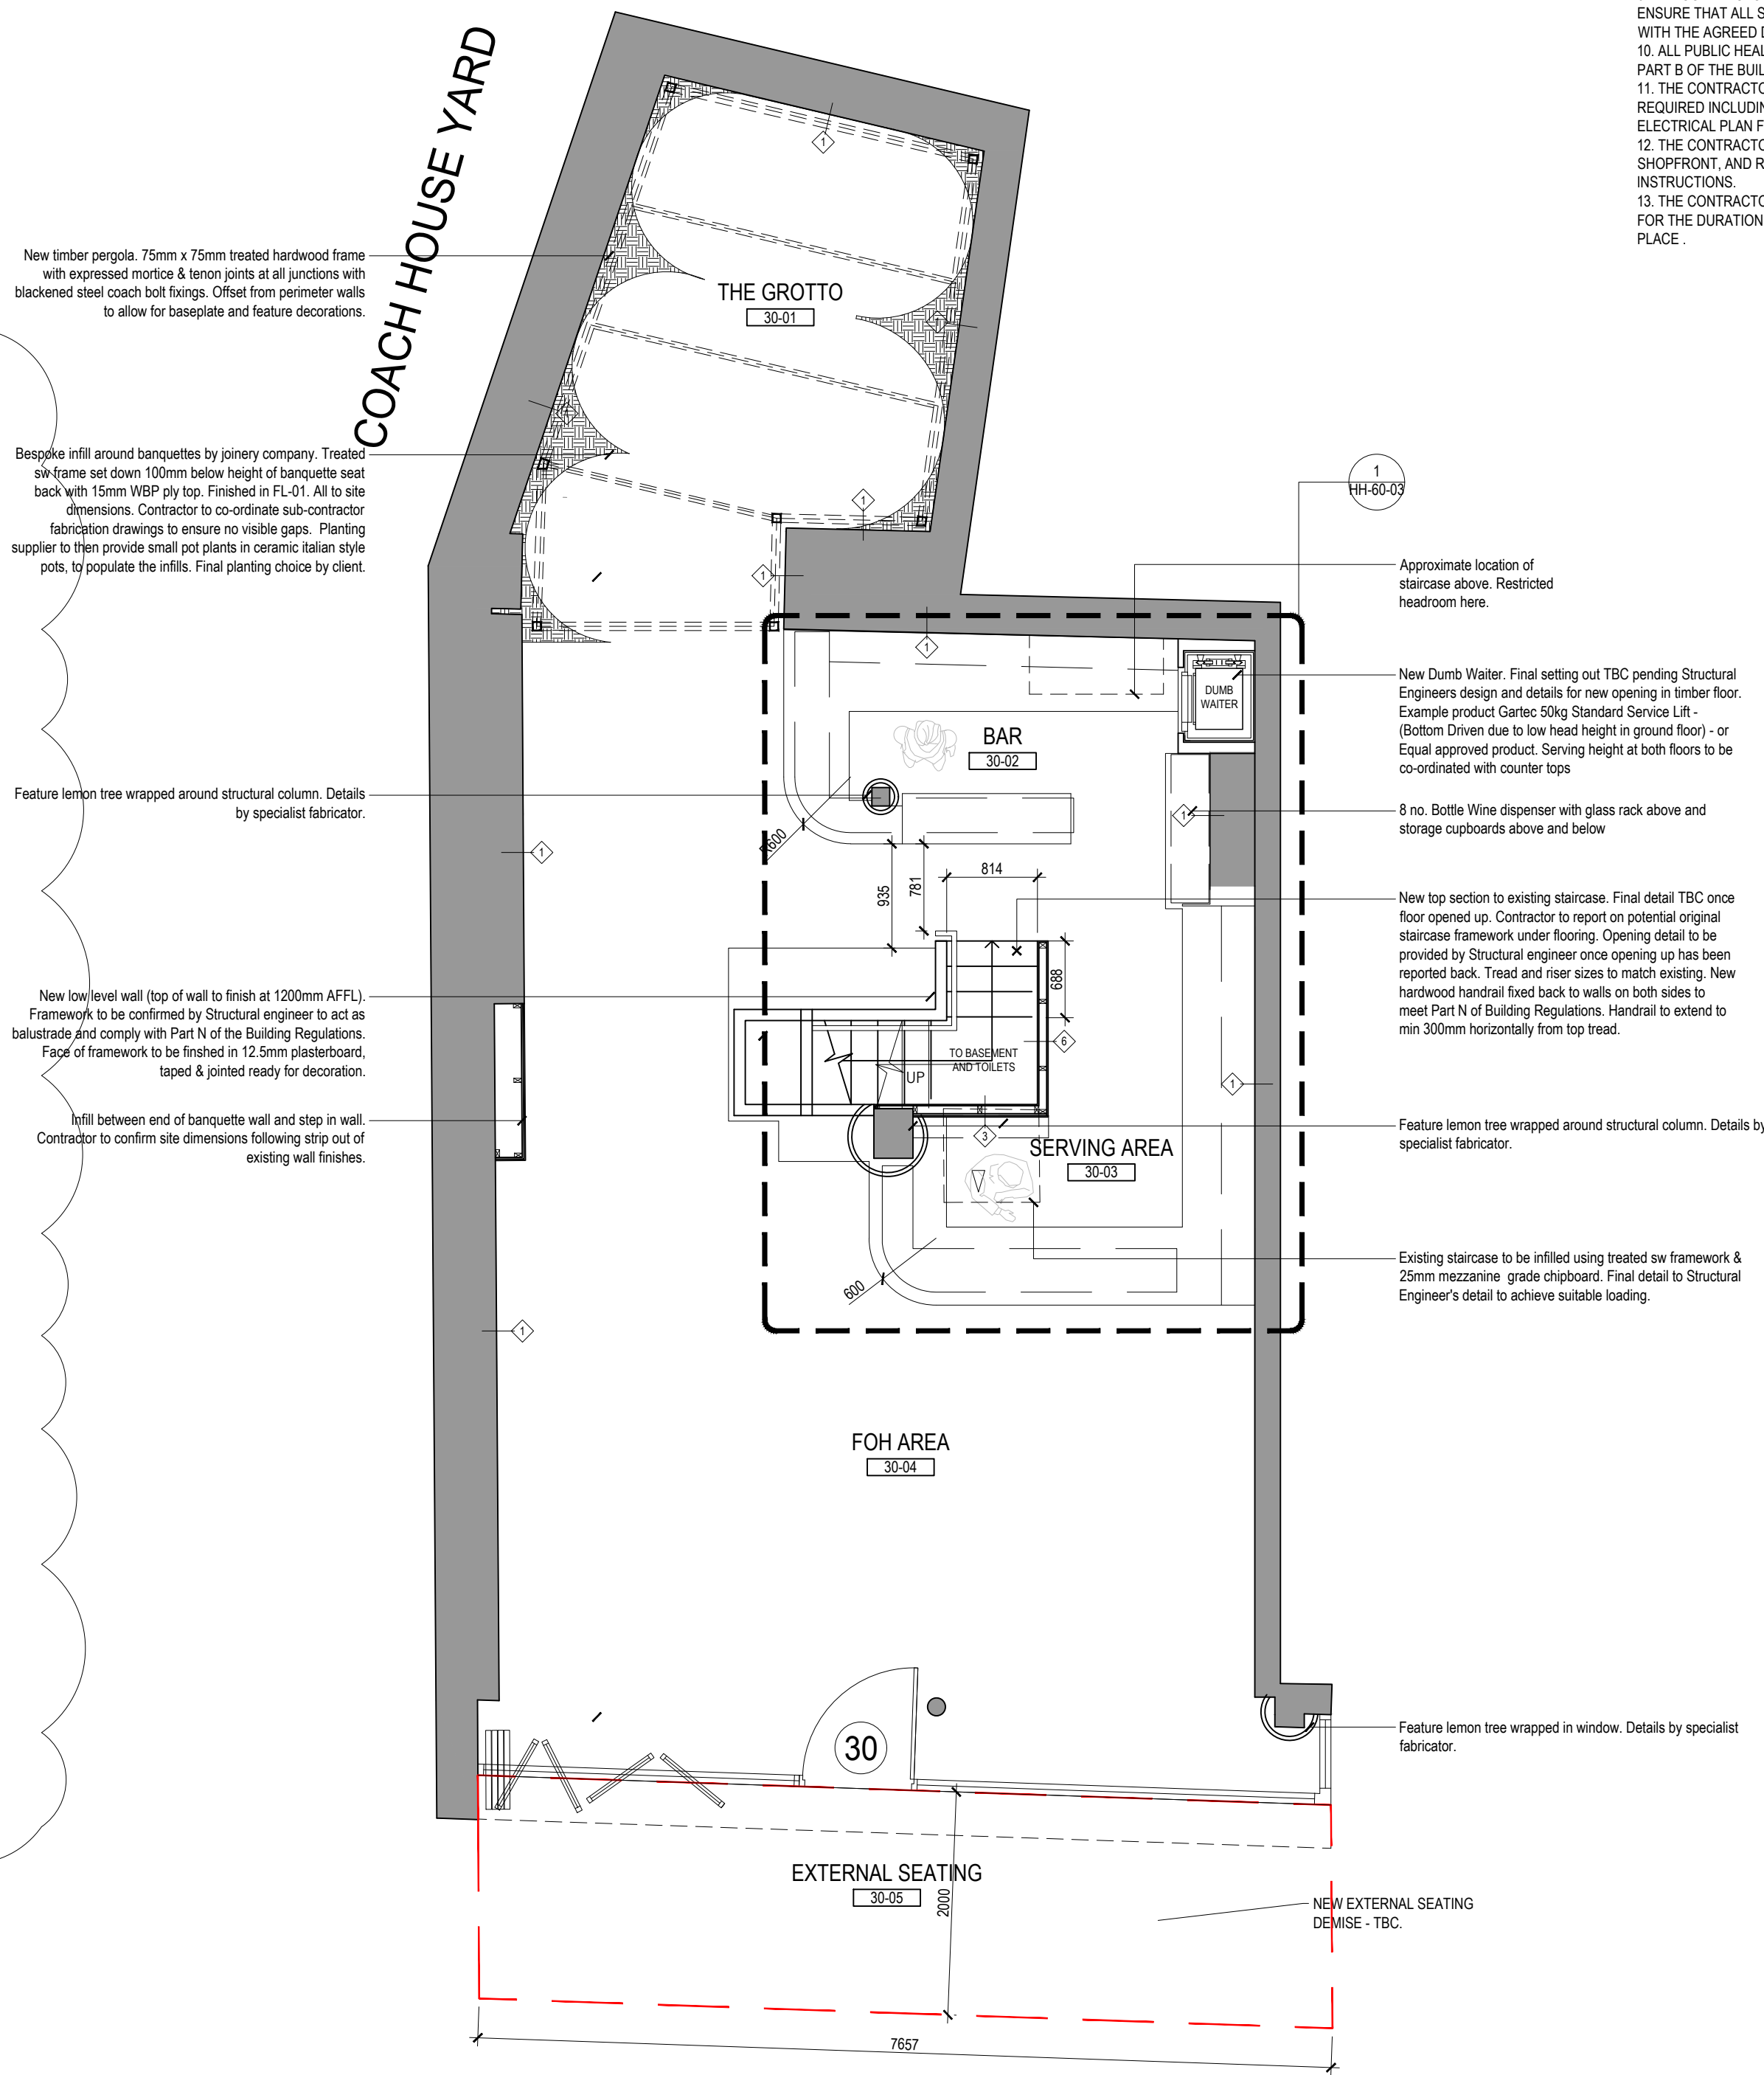 ENSURE THAT ALL S
WITH THE AGREED D
10. ALL PUBLIC HEAL
PART B OF THE BUIL
11. THE CONTRACTO
REQUIRED INCLUDIN
ELECTRICAL PLAN F
12. THE CONTRACTO
SHOPFRONT, AND R
INSTRUCTIONS.
13. THE CONTRACTO
FOR THE DURATION
PLACE .
COACH HOUSE YARD
New timber pergola. 75mm x 75mm treated hardwood frame
with expressed mortice & tenon joints at all junctions with
blackened steel coach bolt fixings. Offset from perimeter walls
to allow for baseplate and feature decorations.
1
THE GROTTO
30-01
1
1
Bespoke infill around banquettes by joinery company. Treated
sw frame set down 100mm below height of banquette seat
back with 15mm WBP ply top. Finished in FL-01. All to site
dimensions. Contractor to co-ordinate sub-contractor
fabrication drawings to ensure no visible gaps. Planting
supplier to then provide small pot plants in ceramic italian style
pots, to populate the infills. Final planting choice by client.
1
1
1
1
HH-60-03
Approximate location of
staircase above. Restricted
headroom here.
DUMB
WAITER
New Dumb Waiter. Final setting out TBC pending Structural
Engineers design and details for new opening in timber floor.
Example product Gartec 50kg Standard Service Lift -
(Bottom Driven due to low head height in ground floor) - or
Equal approved product. Serving height at both floors to be
co-ordinated with counter tops
BAR
30-02
Feature lemon tree wrapped around structural column. Details
by specialist fabricator.
1
8 no. Bottle Wine dispenser with glass rack above and
storage cupboards above and below
1600
1
935
781
814
688
New top section to existing staircase. Final detail TBC once
floor opened up. Contractor to report on potential original
staircase framework under flooring. Opening detail to be
provided by Structural engineer once opening up has been
reported back. Tread and riser sizes to match existing. New
hardwood handrail fixed back to walls on both sides to
meet Part N of Building Regulations. Handrail to extend to
min 300mm horizontally from top tread.
New low level wall (top of wall to finish at 1200mm AFFL).
Framework to be confirmed by Structural engineer to act as
balustrade and comply with Part N of the Building Regulations.
Face of framework to be finshed in 12.5mm plasterboard,
taped & jointed ready for decoration.
6
TO BASEMENT
AND TOILETS
UP
1
Infill between end of banquette wall and step in wall.
Contractor to confirm site dimensions following strip out of
existing wall finishes.
3
SERVING AREA
30-03
Feature lemon tree wrapped around structural column. Details by
specialist fabricator.
Existing staircase to be infilled using treated sw framework &
25mm mezzanine grade chipboard. Final detail to Structural
Engineer's detail to achieve suitable loading.
600
1
FOH AREA
30-04
30
Feature lemon tree wrapped in window. Details by specialist
fabricator.
EXTERNAL SEATING
30-05
2000
NEW EXTERNAL SEATING
DEMISE - TBC.
7657